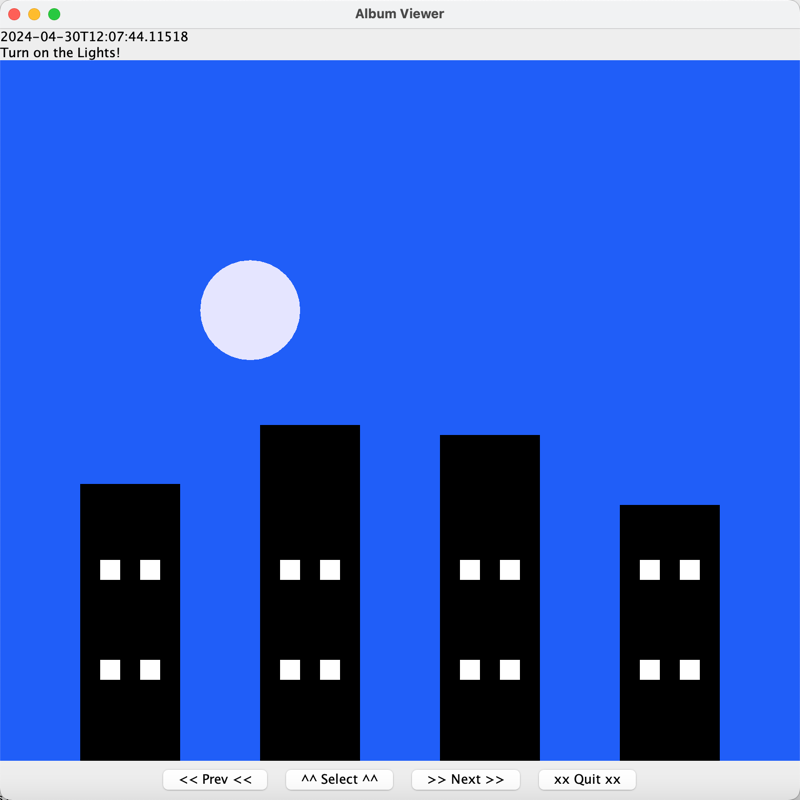 Album Viewer
2024-04-30T12:07:44.11518
Turn on the Lights!
<< Prev <<
^^ Select ^^
>> Next >>
xx Quit xx